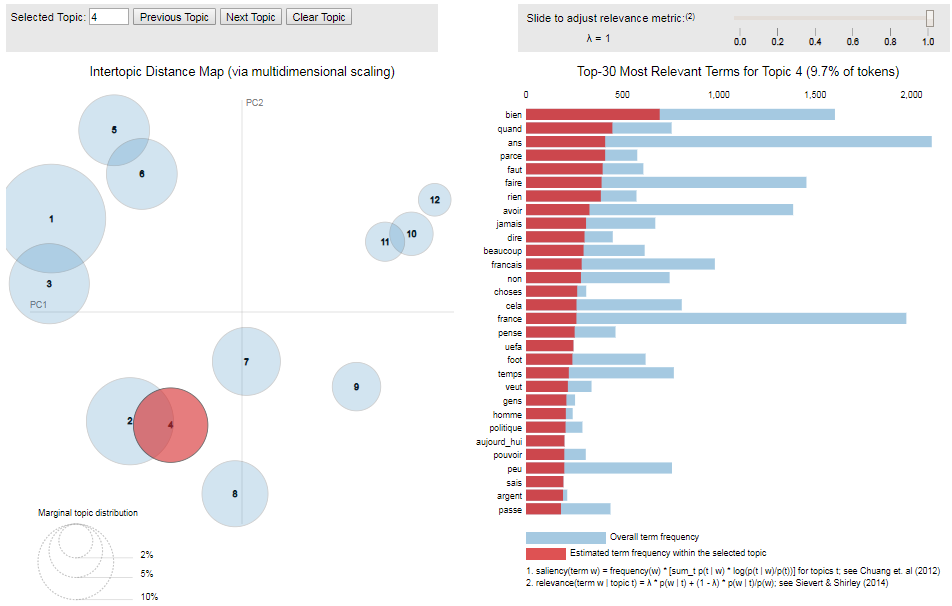 Selected Topic: 4 Previous Topic Next Topic Clear Topic
Slide to adjust relevance metric:(2)
λ = 1
0.0 0.2 0.4 0.6 0.8 1.0
Intertopic Distance Map (via multidimensional scaling)
PC2
5
6
12
1
10
11
3
PC1
7
9
2
4
8
Marginal topic distribution
2%
5%
10%
Top-30 Most Relevant Terms for Topic 4 (9.7% of tokens)
0 500 1,000 1,500 2,000
bien
quand
ans
parce
faut
faire
rien
avoir
jamais
dire
beaucoup
francais
non
choses
cela
france
pense
uefa
foot
temps
veut
gens
homme
politique
aujourd_hui
pouvoir
peu
sais
argent
passe
Overall term frequency
Estimated term frequency within the selected topic
1. saliency(term w) = frequency(w) * [sum_t p(t | w) * log(p(t | w)/p(t))] for topics t; see Chuang et. al (2012)
2. relevance(term w | topic t) = λ * p(w | t) + (1 - λ) * p(w | t)/p(w); see Sievert & Shirley (2014)